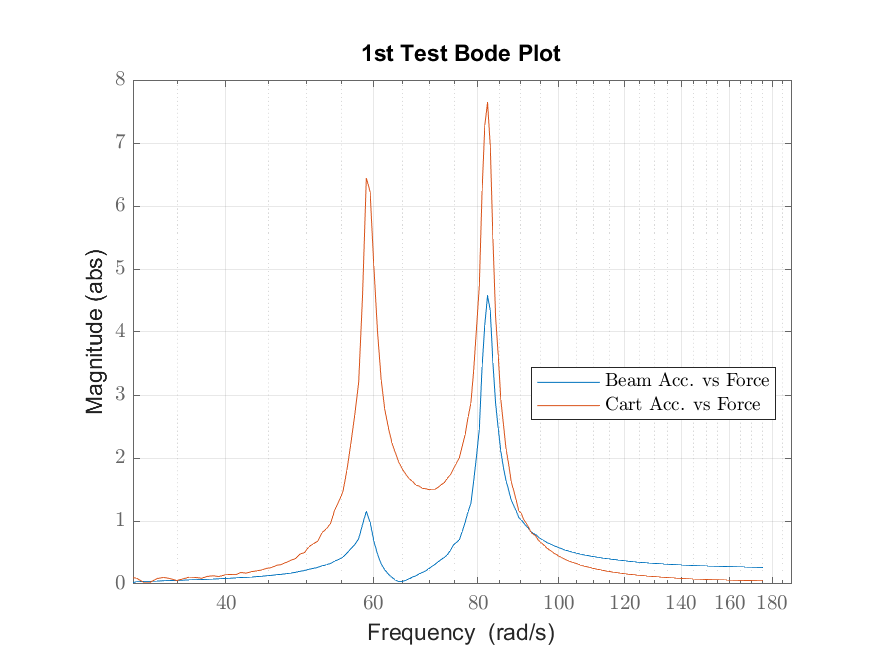 1st Test Bode Plot
8
7
6
5
4
3
2
1
0
Magnitude (abs)
Beam Acc. vs Force
Cart Acc. vs Force
40 60 80 100 120 140 160 180
Frequency (rad/s)